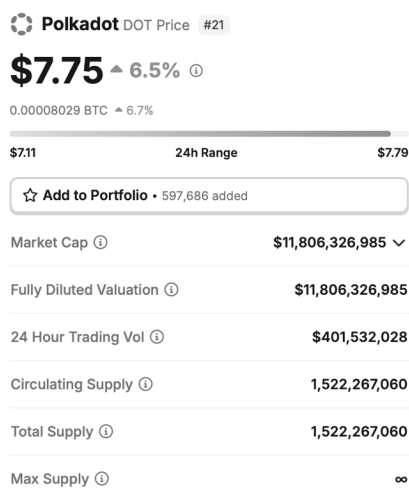 Polkadot DOT Price #21
$7.75 6.5%
0.00008029 BTC 6.7%
$7.11 24h Range $7.79
Add to Portfolio • 597,686 added
Market Cap $11,806,326,985
Fully Diluted Valuation $11,806,326,985
24 Hour Trading Vol $401,532,028
Circulating Supply 1,522,267,060
Total Supply 1,522,267,060
Max Supply ∞